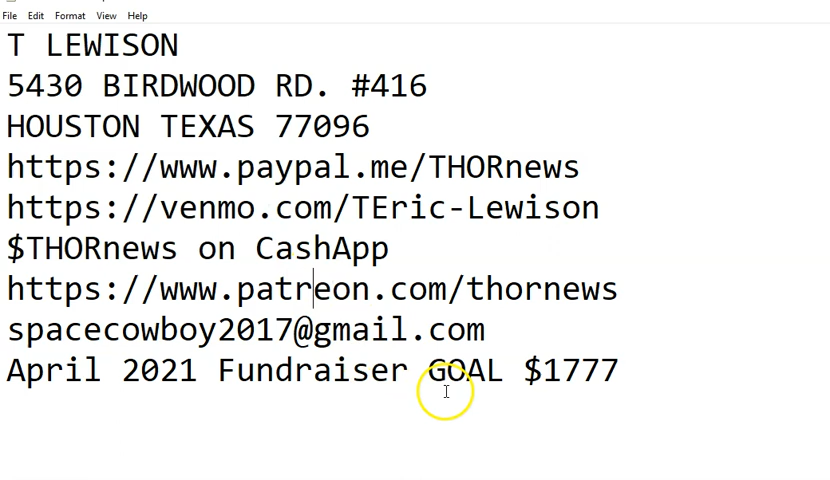 File Edit Format View Help
T LEWISON
5430 BIRDWOOD RD. #416
HOUSTON TEXAS 77096
https://www.paypal.me/THORnews
https://venmo.com/TEric-Lewison
$THORnews on CashApp
https://www.patreon.com/thornews
spacecowboy2017@gmail.com
April 2021 Fundraiser GOAL $1777